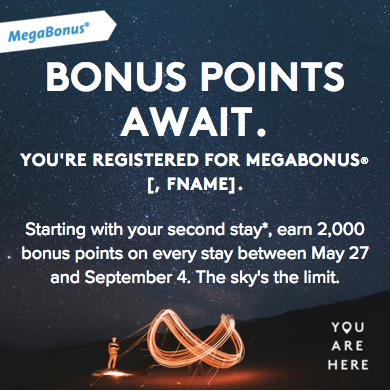 MegaBonus®
BONUS POINTS
AWAIT.
YOU'RE REGISTERED FOR MEGABONUS®
[, FNAME].
Starting with your second stay*, earn 2,000
bonus points on every stay between May 27
and September 4. The sky's the limit.
YOU
ARE
HERE